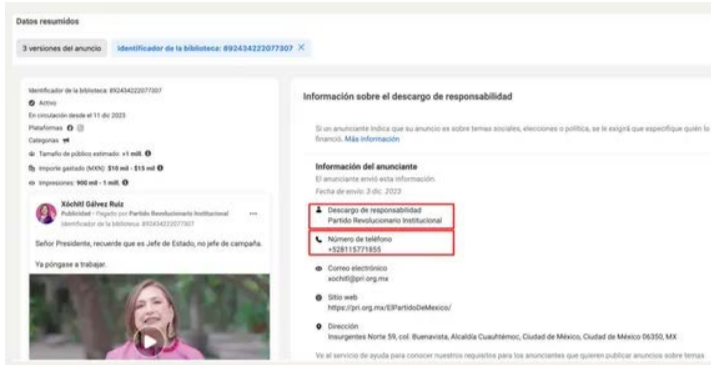 Datos resumidos
3 versiones del anuncio
identificador de la biblioteca: 892434222077307 ×
Identificador de la biblioteca: 892434222077307
Activo
En circulación desde el 11 dic 2023
Plataformas
Categorías
Tamaño de público estimado: >1 mill.
Importe gastado (MXN): $10 mil - $15 mil
Impresiones: 900 mil - 1 mill.
Xóchitl Gálvez Ruiz
Publicidad • Pagado por Partido Revolucionario Institucional
Identificador de la biblioteca: 892434222077307
Señor Presidente, recuerde que es Jefe de Estado, no jefe de campaña.
Ya póngase a trabajar.
Información sobre el descargo de responsabilidad
Si un anunciante indica que su anuncio es sobre temas sociales, elecciones o política, se le exigirá que especifique quién lo
financió. Más información
Información del anunciante
El anunciante envió esta información.
Fecha de envío: 3 dic. 2023
Descargo de responsabilidad
Partido Revolucionario Institucional
Número de teléfono
+528115771855
Correo electrónico
xochitl@pri.org.mx
Sitio web
https://pri.org.mx/ElPartidoDeMexico/
Dirección
Insurgentes Norte 59, col. Buenavista, Alcaldía Cuauhtémoc, Ciudad de México, Ciudad de México 06350, MX
Ve al servicio de ayuda para conocer nuestros requisitos para los anunciantes que quieren publicar anuncios sobre temas